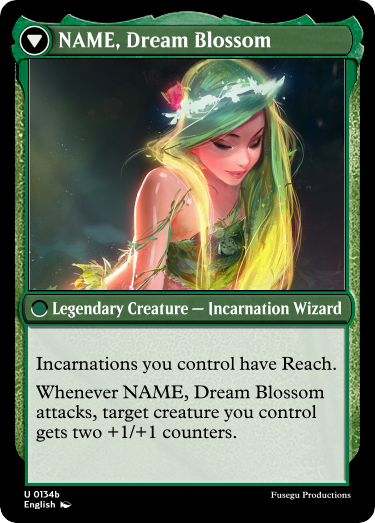 NAME, Dream Blossom
Legendary Creature — Incarnation Wizard
Incarnations you control have Reach.
Whenever NAME, Dream Blossom
attacks, target creature you control
gets two +1/+1 counters.
U 0134b
English
Fusegu Productions